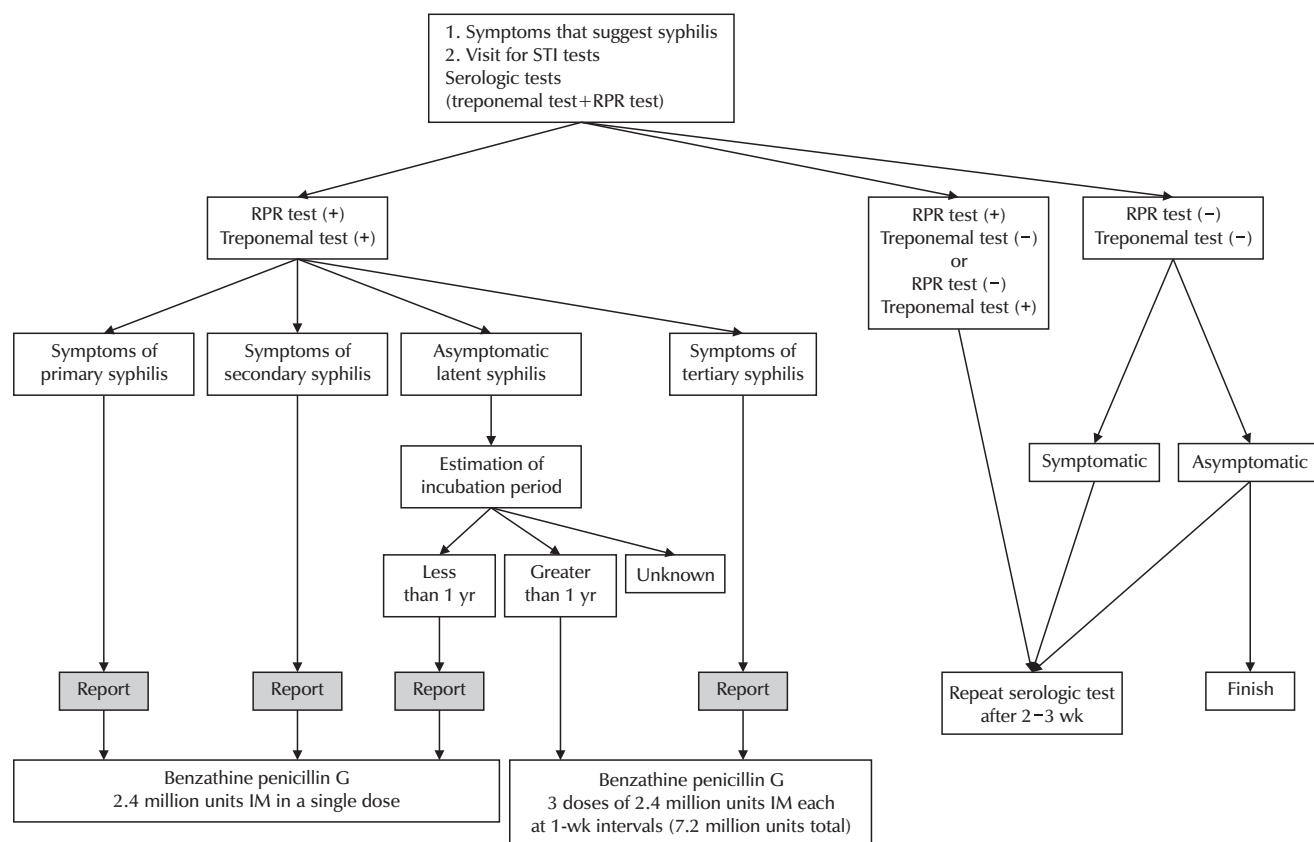 1. Symptoms that suggest syphilis
2. Visit for STI tests
Serologic tests
(treponemal test+RPR test)
RPR test (+)
Treponemal test (+)
RPR test (+)
Treponemal test (−)
or
RPR test (−)
Treponemal test (+)
RPR test (−)
Treponemal test (−)
Symptoms of
primary syphilis
Symptoms of
secondary syphilis
Asymptomatic
latent syphilis
Symptoms of
tertiary syphilis
Estimation of
incubation period
Symptomatic
Asymptomatic
Less
than 1 yr
Greater
than 1 yr
Unknown
Report
Report
Report
Report
Repeat serologic test
after 2−3 wk
Finish
Benzathine penicillin G
2.4 million units IM in a single dose
Benzathine penicillin G
3 doses of 2.4 million units IM each
at 1-wk intervals (7.2 million units total)